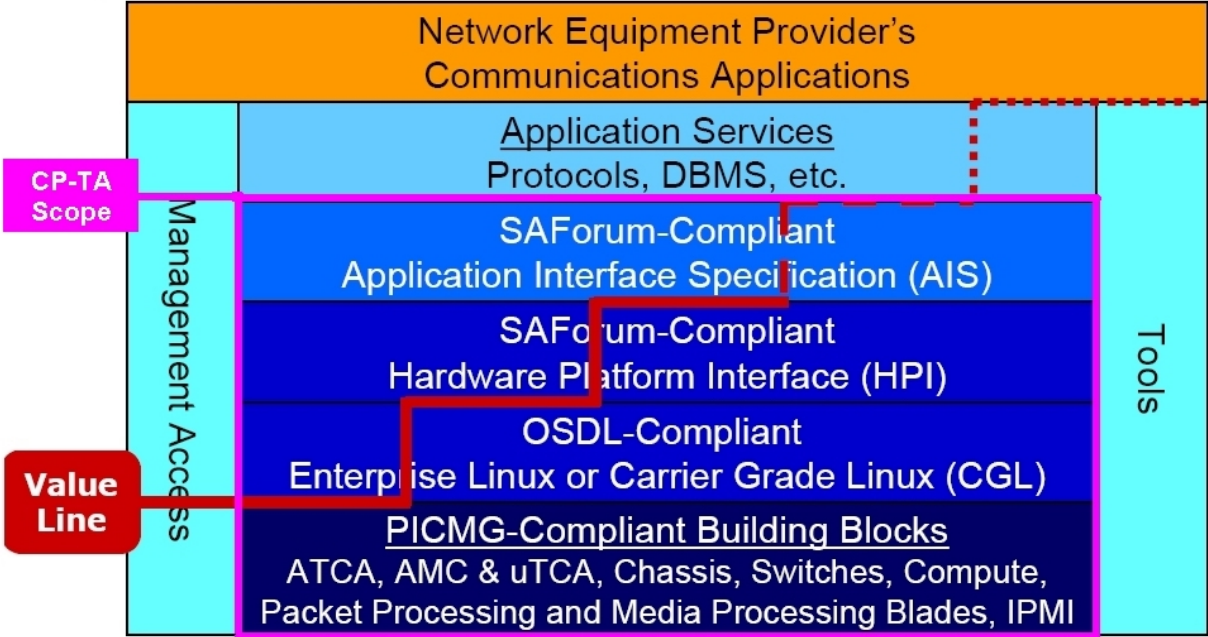 Network Equipment Provider's
Communications Applications
Application Services
Protocols, DBMS, etc.
CP-TA
Scope
Management Access
SAForum-Compliant
Application Interface Specification (AIS)
SAForum-Compliant
Hardware Platform Interface (HPI)
Tools
OSDL-Compliant
Enterprise Linux or Carrier Grade Linux (CGL)
Value
Line
PICMG-Compliant Building Blocks
ATCA, AMC & uTCA, Chassis, Switches, Compute,
Packet Processing and Media Processing Blades, IPMI